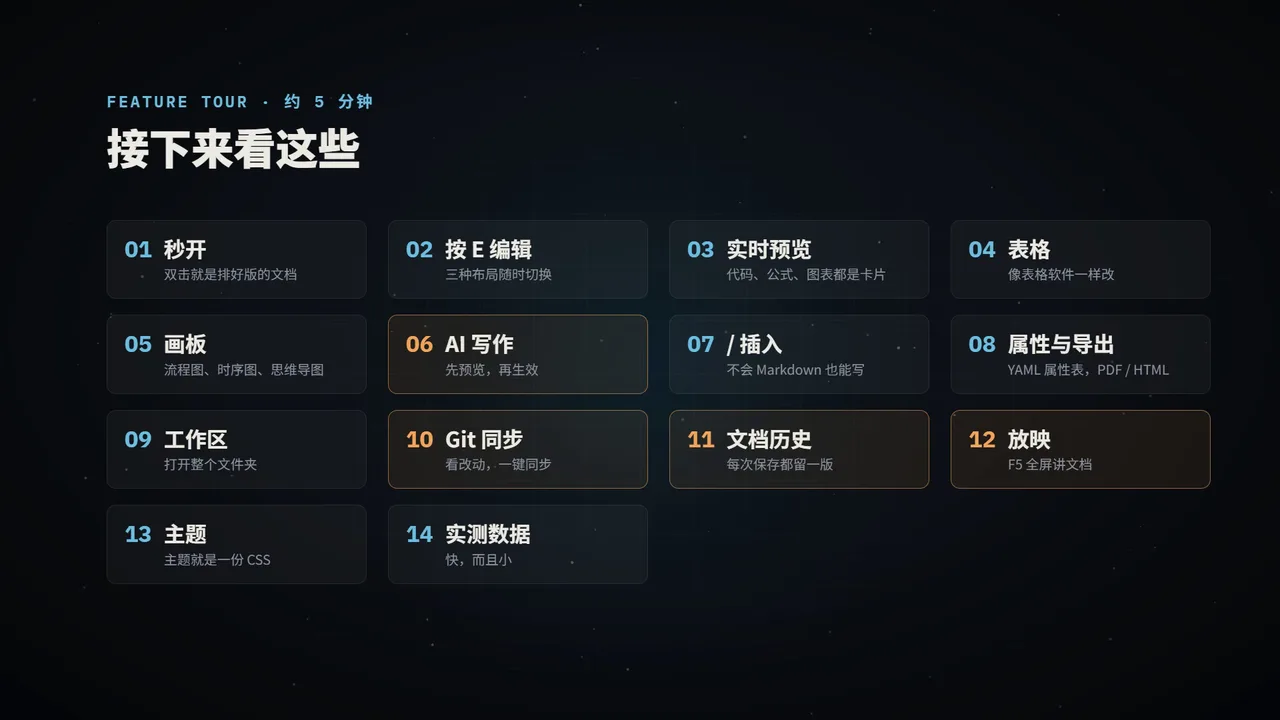 FEATURE TOUR · 约 5 分钟
接下来看这些
01 秒开
双击就是排好版的文档
02 按 E 编辑
三种布局随时切换
03 实时预览
代码、公式、图表都是卡片
04 表格
像表格软件一样改
05 画板
流程图、时序图、思维导图
06 AI 写作
先预览，再生效
07 / 插入
不会 Markdown 也能写
08 属性与导出
YAML 属性表，PDF / HTML
09 工作区
打开整个文件夹
10 Git 同步
看改动，一键同步
11 文档历史
每次保存都留一版
12 放映
F5 全屏讲文档
13 主题
主题就是一份 CSS
14 实测数据
快，而且小